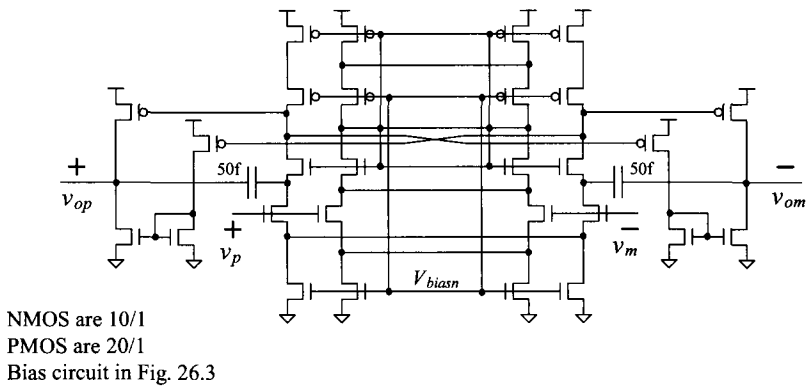 50f
50f
+
−
v_op
v_om
+
−
v_p
v_m
V_biasn
NMOS are 10/1
PMOS are 20/1
Bias circuit in Fig. 26.3